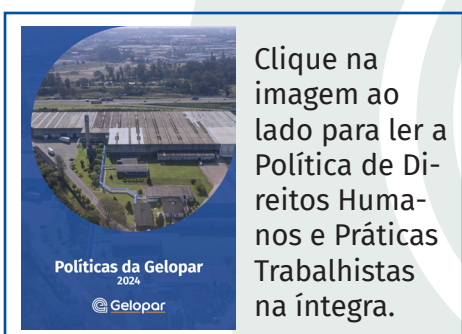 Políticas da Gelopar
2024
Gelopar
Clique na
imagem ao
lado para ler a
Política de Di-
reitos Huma-
nos e Práticas
Trabalhistas
na íntegra.